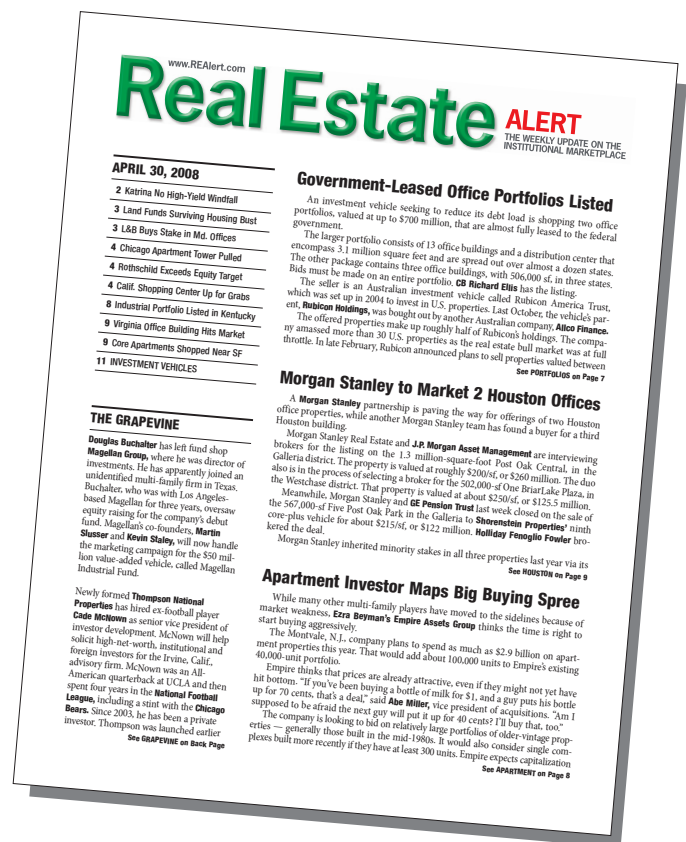 www.REAlert.com
Real Estate
ALERT
THE WEEKLY UPDATE ON THE
INSTITUTIONAL MARKETPLACE
APRIL 30, 2008
2 Katrina No High-Yield Windfall
3 Land Funds Surviving Housing Bust
3 L&B Buys Stake in Md. Offices
4 Chicago Apartment Tower Pulled
4 Rothschild Exceeds Equity Target
4 Calif. Shopping Center Up for Grabs
8 Industrial Portfolio Listed in Kentucky
9 Virginia Office Building Hits Market
9 Core Apartments Shopped Near SF
11 INVESTMENT VEHICLES
THE GRAPEVINE
Douglas Buchalter has left fund shop
Magellan Group, where he was director of
investments. He has apparently joined an
unidentified multi-family firm in Texas.
Buchalter, who was with Los Angeles-
based Magellan for three years, oversaw
equity raising for the company's debut
fund. Magellan's co-founders, Martin
Slusser and Kevin Staley, will now handle
the marketing campaign for the $50 mil-
lion value-added vehicle, called Magellan
Industrial Fund.
Newly formed Thompson National
Properties has hired ex-football player
Cade McNown as senior vice president of
investor development. McNown will help
solicit high-net-worth, institutional and
foreign investors for the Irvine, Calif.,
advisory firm. McNown was an All-
American quarterback at UCLA and then
spent four years in the National Football
League, including a stint with the Chicago
Bears. Since 2003, he has been a private
investor. Thompson was launched earlier
See GRAPEVINE on Back Page
Government-Leased Office Portfolios Listed
An investment vehicle seeking to reduce its debt load is shopping two office
portfolios, valued at up to $700 million, that are almost fully leased to the federal
government.
The larger portfolio consists of 13 office buildings and a distribution center that
encompass 3.1 million square feet and are spread out over almost a dozen states.
The other package contains three office buildings, with 506,000 sf, in three states.
Bids must be made on an entire portfolio. CB Richard Ellis has the listing.
The seller is an Australian investment vehicle called Rubicon America Trust,
which was set up in 2004 to invest in U.S. properties. Last October, the vehicle's par-
ent, Rubicon Holdings, was bought out by another Australian company, Allco Finance.
The offered properties make up roughly half of Rubicon's holdings. The compa-
ny amassed more than 30 U.S. properties as the real estate bull market was at full
throttle. In late February, Rubicon announced plans to sell properties valued between
See PORTFOLIOS on Page 7
Morgan Stanley to Market 2 Houston Offices
A Morgan Stanley partnership is paving the way for offerings of two Houston
office properties, while another Morgan Stanley team has found a buyer for a third
Houston building.
Morgan Stanley Real Estate and J.P. Morgan Asset Management are interviewing
brokers for the listing on the 1.3 million-square-foot Post Oak Central, in the
Galleria district. The property is valued at roughly $200/sf, or $260 million. The duo
also is in the process of selecting a broker for the 502,000-sf One BriarLake Plaza, in
the Westchase district. That property is valued at about $250/sf, or $125.5 million.
Meanwhile, Morgan Stanley and GE Pension Trust last week closed on the sale of
the 567,000-sf Five Post Oak Park in the Galleria to Shorenstein Properties' ninth
core-plus vehicle for about $215/sf, or $122 million. Holliday Fenoglio Fowler bro-
kered the deal.
Morgan Stanley inherited minority stakes in all three properties last year via its
See HOUSTON on Page 9
Apartment Investor Maps Big Buying Spree
While many other multi-family players have moved to the sidelines because of
market weakness, Ezra Beyman's Empire Assets Group thinks the time is right to
start buying aggressively.
The Montvale, N.J., company plans to spend as much as $2.9 billion on apart-
ment properties this year. That would add about 100,000 units to Empire's existing
40,000-unit portfolio.
Empire thinks that prices are already attractive, even if they might not yet have
hit bottom. "If you've been buying a bottle of milk for $1, and a guy puts his bottle
up for 70 cents, that's a deal," said Abe Miller, vice president of acquisitions. "Am I
supposed to be afraid the next guy will put it up for 40 cents? I'll buy that, too."
The company is looking to bid on relatively large portfolios of older-vintage prop-
erties — generally those built in the mid-1980s. It would also consider single com-
plexes built more recently if they have at least 300 units. Empire expects capitalization
See APARTMENT on Page 8